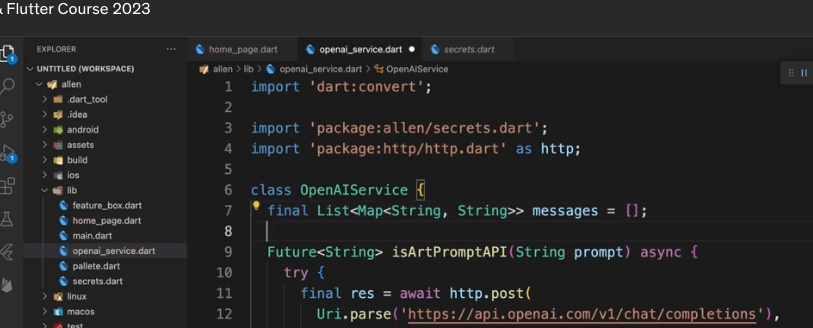 & Flutter Course 2023
EXPLORER
UNTITLED (WORKSPACE)
allen
.dart_tool
.idea
android
assets
build
ios
lib
feature_box.dart
home_page.dart
main.dart
openai_service.dart
pallete.dart
secrets.dart
linux
macos
test
home_page.dart openai_service.dart secrets.dart
allen > lib > openai_service.dart > OpenAIService
1 import 'dart:convert';
2
3 import 'package:allen/secrets.dart';
4 import 'package:http/http.dart' as http;
5
6 class OpenAIService {
7 final List<Map<String, String>> messages = [];
8
9 Future<String> isArtPromptAPI(String prompt) async {
10 try {
11 final res = await http.post(
12 Uri.parse('https://api.openai.com/v1/chat/completions'),